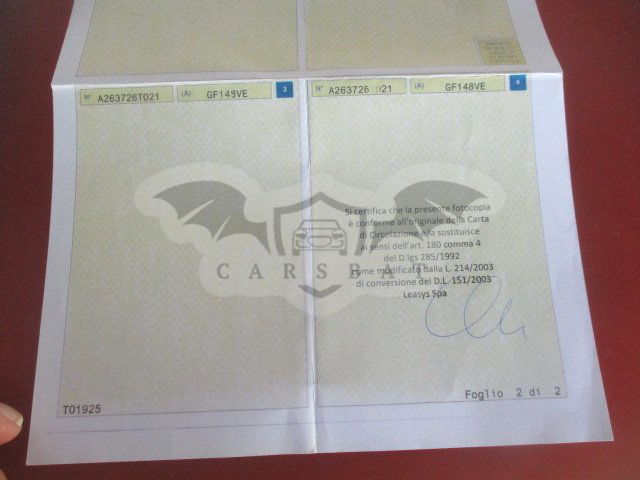 N° A263726T021 (A) GF148VE 3
N° A263726 021 (A) GF148VE 4
Si certifica che la presente fotocopia
è conforme all'originale della Carta
di Circolazione e la sostituisce
ai sensi dell'art. 180 comma 4
del D.lgs 285/1992
come modificato dalla L. 214/2003
di conversione del D.L. 151/2003
Leasys Spa
CARSBAT
T01925
Foglio 2 di 2